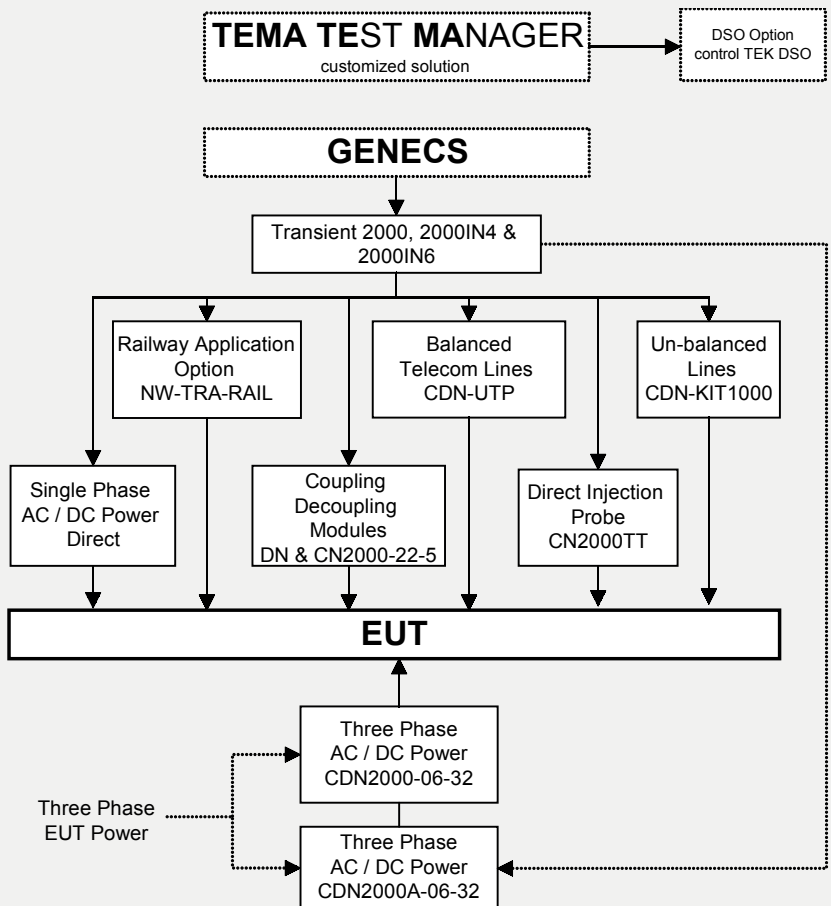 TEMA TEST MANAGER
customized solution
DSO Option
control TEK DSO
GENECS
Transient 2000, 2000IN4 &
2000IN6
Railway Application
Option
NW-TRA-RAIL
Balanced
Telecom Lines
CDN-UTP
Un-balanced
Lines
CDN-KIT1000
Single Phase
AC / DC Power
Direct
Coupling
Decoupling
Modules
DN & CN2000-22-5
Direct Injection
Probe
CN2000TT
EUT
Three Phase
AC / DC Power
CDN2000-06-32
Three Phase
EUT Power
Three Phase
AC / DC Power
CDN2000A-06-32